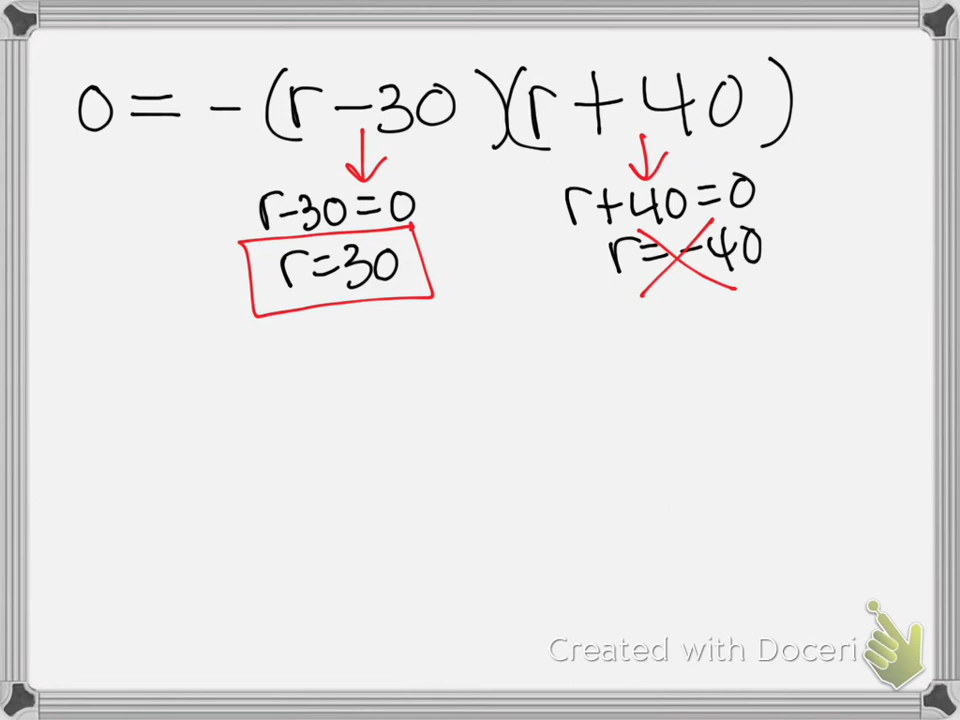 0 = -(r-30)(r+40)
r-30=0
r=30
r+40=0
r=-40
Created with Doceri